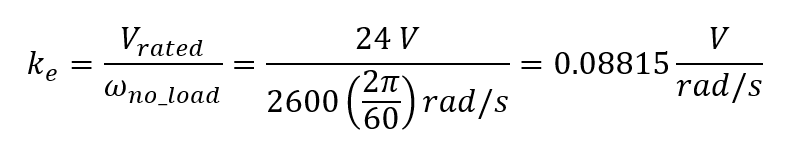 k_e = V_rated / ω_no_load = 24 V / 2600 (2π / 60) rad/s = 0.08815 V / rad/s